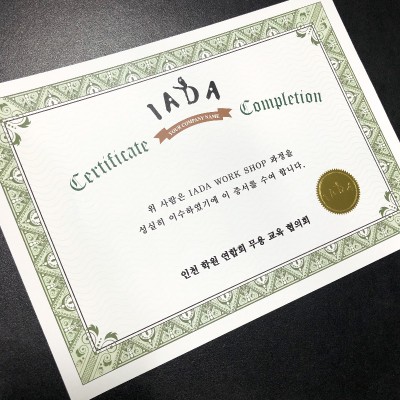 IADA
YOUR COMPANY NAME
Certificate Completion
위 사람은 IADA WORK SHOP 과정을
성실히 이수하였기에 이 증서를 수여 합니다.
인천 학원 연합회 무용 교육 협의회